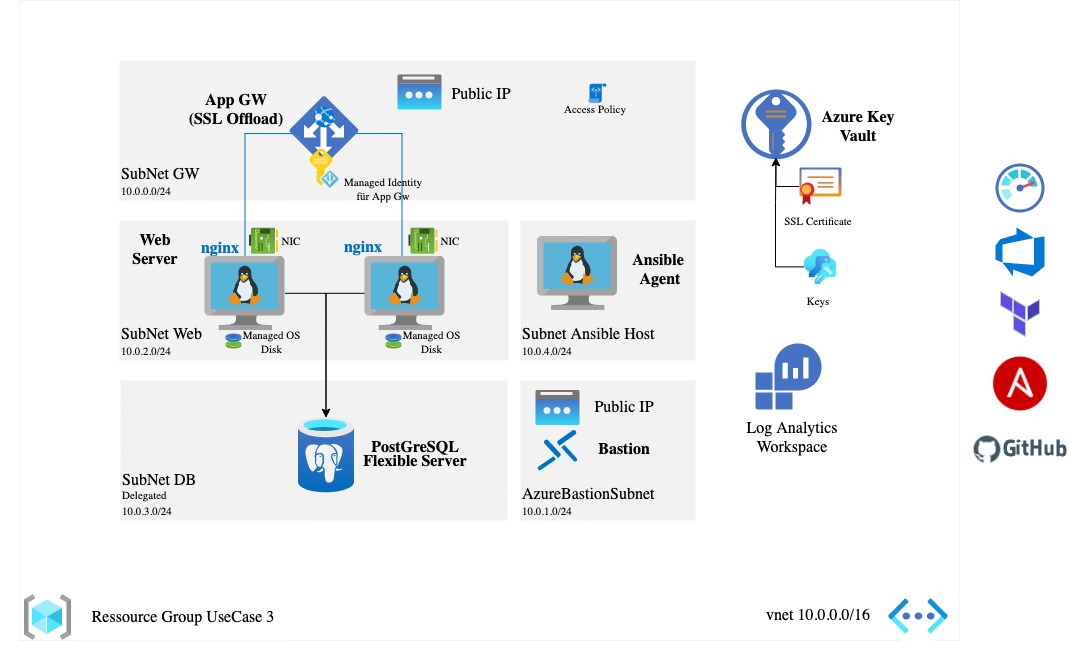 App GW
(SSL Offload)
Public IP
Access Policy
SubNet GW
10.0.0.0/24
Managed Identity
für App Gw
Azure Key
Vault
SSL Certificate
Keys
Web
Server
nginx
NIC
nginx
NIC
SubNet Web
10.0.2.0/24
Managed OS
Disk
Managed OS
Disk
Ansible
Agent
Subnet Ansible Host
10.0.4.0/24
PostGreSQL
Flexible Server
SubNet DB
Delegated
10.0.3.0/24
Public IP
Bastion
AzureBastionSubnet
10.0.1.0/24
Log Analytics
Workspace
GitHub
Ressource Group UseCase 3
vnet 10.0.0.0/16